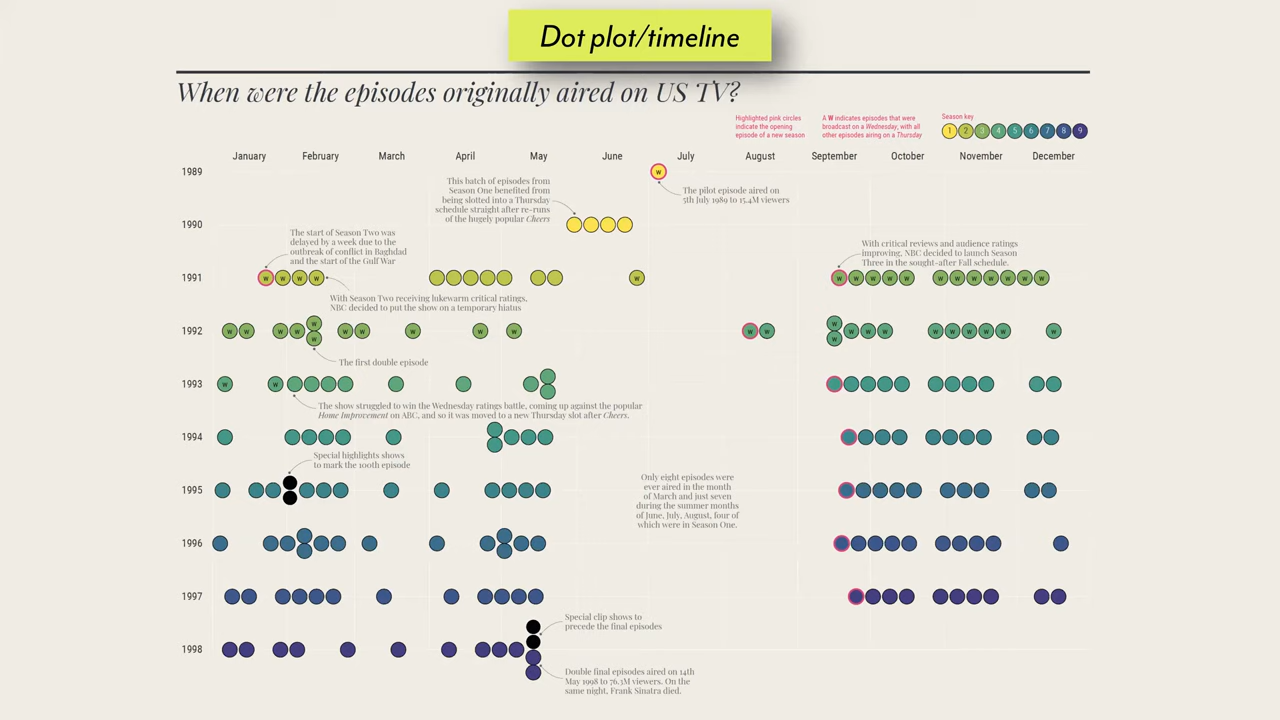 Dot plot/timeline
When were the episodes originally aired on US TV?
Highlighted pink circles
indicate the opening
episode of a new season
A W indicates episodes that were
broadcast on a Wednesday, with all
other episodes airing on a Thursday
Season key
1 2 3 4 5 6 7 8 9
January February March April May June July August September October November December
1989
W
The pilot episode aired on
5th July 1989 to 15.4M viewers
This batch of episodes from
Season One benefited from
being slotted into a Thursday
schedule straight after re-runs
of the hugely popular Cheers
1990
The start of Season Two was
delayed by a week due to the
outbreak of conflict in Baghdad
and the start of the Gulf War
With critical reviews and audience ratings
improving, NBC decided to launch Season
Three in the sought-after Fall schedule.
1991
W W W W W W W W W W W W W W W W W
With Season Two receiving lukewarm critical ratings,
NBC decided to put the show on a temporary hiatus
1992
W W W W W W W W W W W W W W W W W W W W W W W W W W
The first double episode
1993
W W
The show struggled to win the Wednesday ratings battle, coming up against the popular
Home Improvement on ABC, and so it was moved to a new Thursday slot after Cheers.
1994
Special highlights shows
to mark the 100th episode
1995
Only eight episodes were
ever aired in the month
of March and just seven
during the summer months
of June, July, August, four of
which were in Season One.
1996
1997
Special clip shows to
precede the final episodes
1998
Double final episodes aired on 14th
May 1998 to 76.3M viewers. On the
same night, Frank Sinatra died.